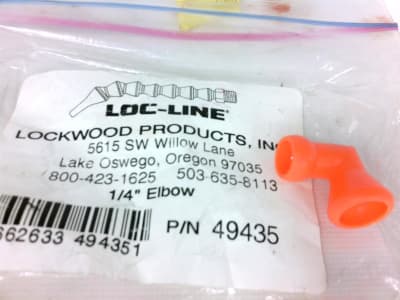 LOC-LINE®
LOCKWOOD PRODUCTS, INC
5615 SW Willow Lane
Lake Oswego, Oregon 97035
800-423-1625 503-635-8113
1/4" Elbow
P/N 49435
662633 494351